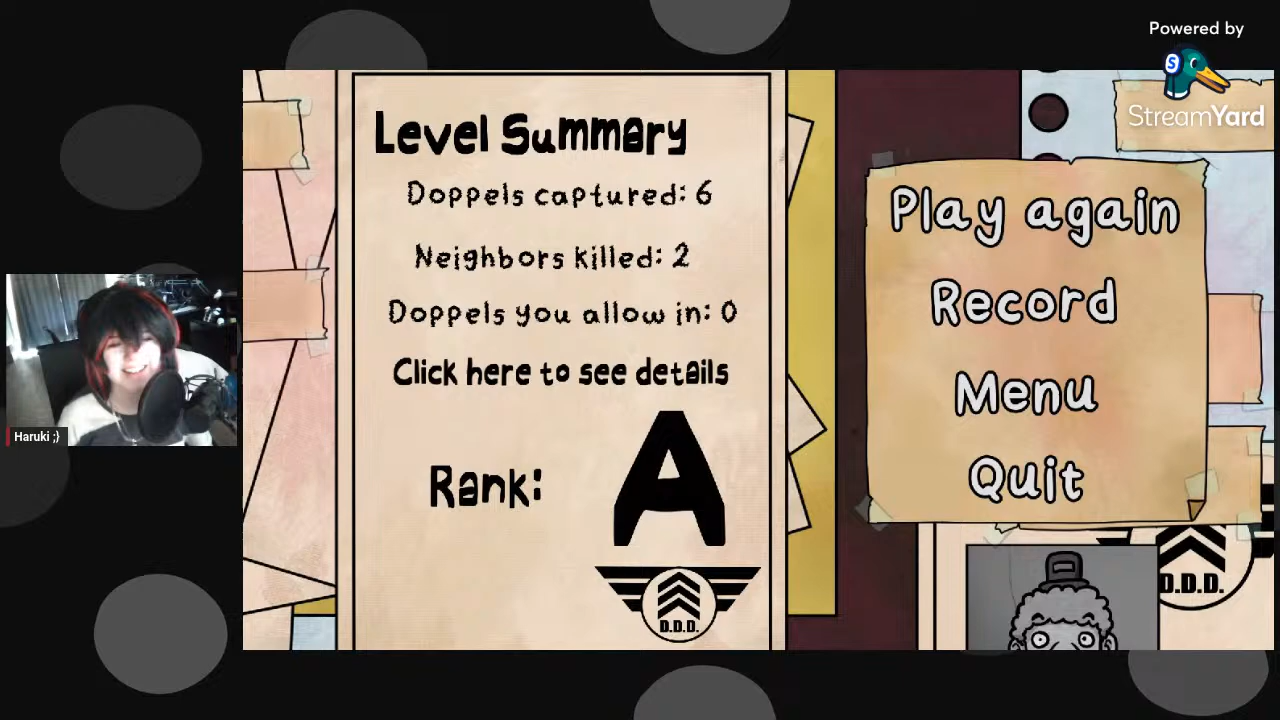 Powered by
StreamYard
Level Summary
Doppels captured: 6
Neighbors killed: 2
Doppels you allow in: 0
Click here to see details
Rank: A
D.D.D.
Play again
Record
Menu
Quit
D.D.D.
Haruki ;)